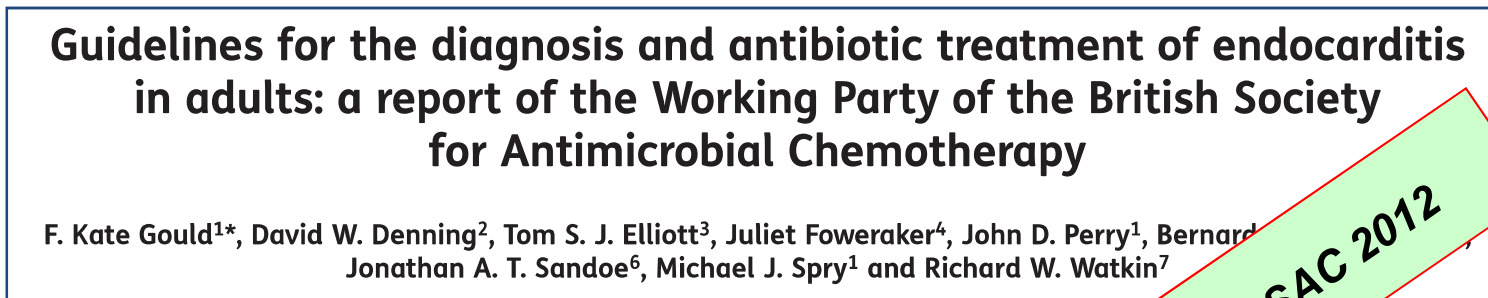 Guidelines for the diagnosis and antibiotic treatment of endocarditis
in adults: a report of the Working Party of the British Society
for Antimicrobial Chemotherapy
F. Kate Gould¹*, David W. Denning², Tom S. J. Elliott³, Juliet Foweraker⁴, John D. Perry¹, Bernard
Jonathan A. T. Sandoe⁶, Michael J. Spry¹ and Richard W. Watkin⁷
SAC 2012